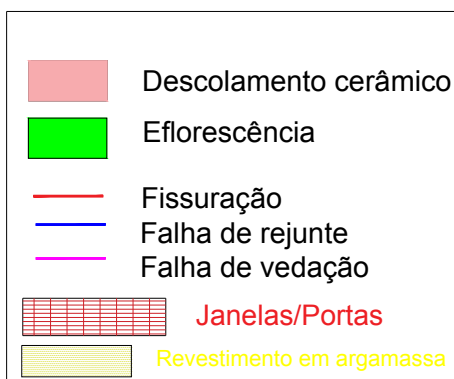 Descolamento cerâmico
Eflorescência
Fissuração
Falha de rejunte
Falha de vedação
Janelas/Portas
Revestimento em argamassa